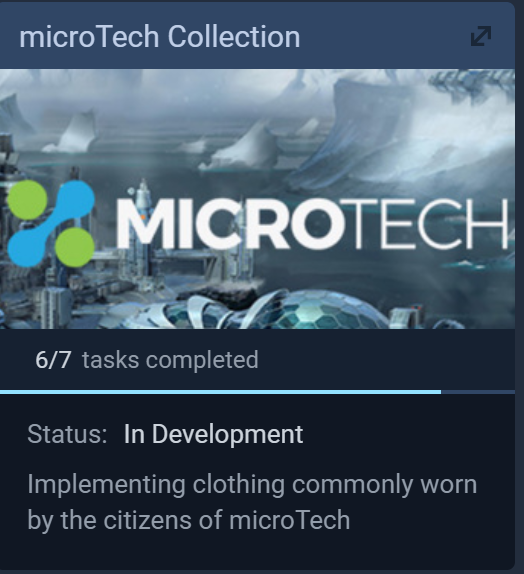 microTech Collection
MICROTECH
6/7 tasks completed
Status: In Development
Implementing clothing commonly worn
by the citizens of microTech